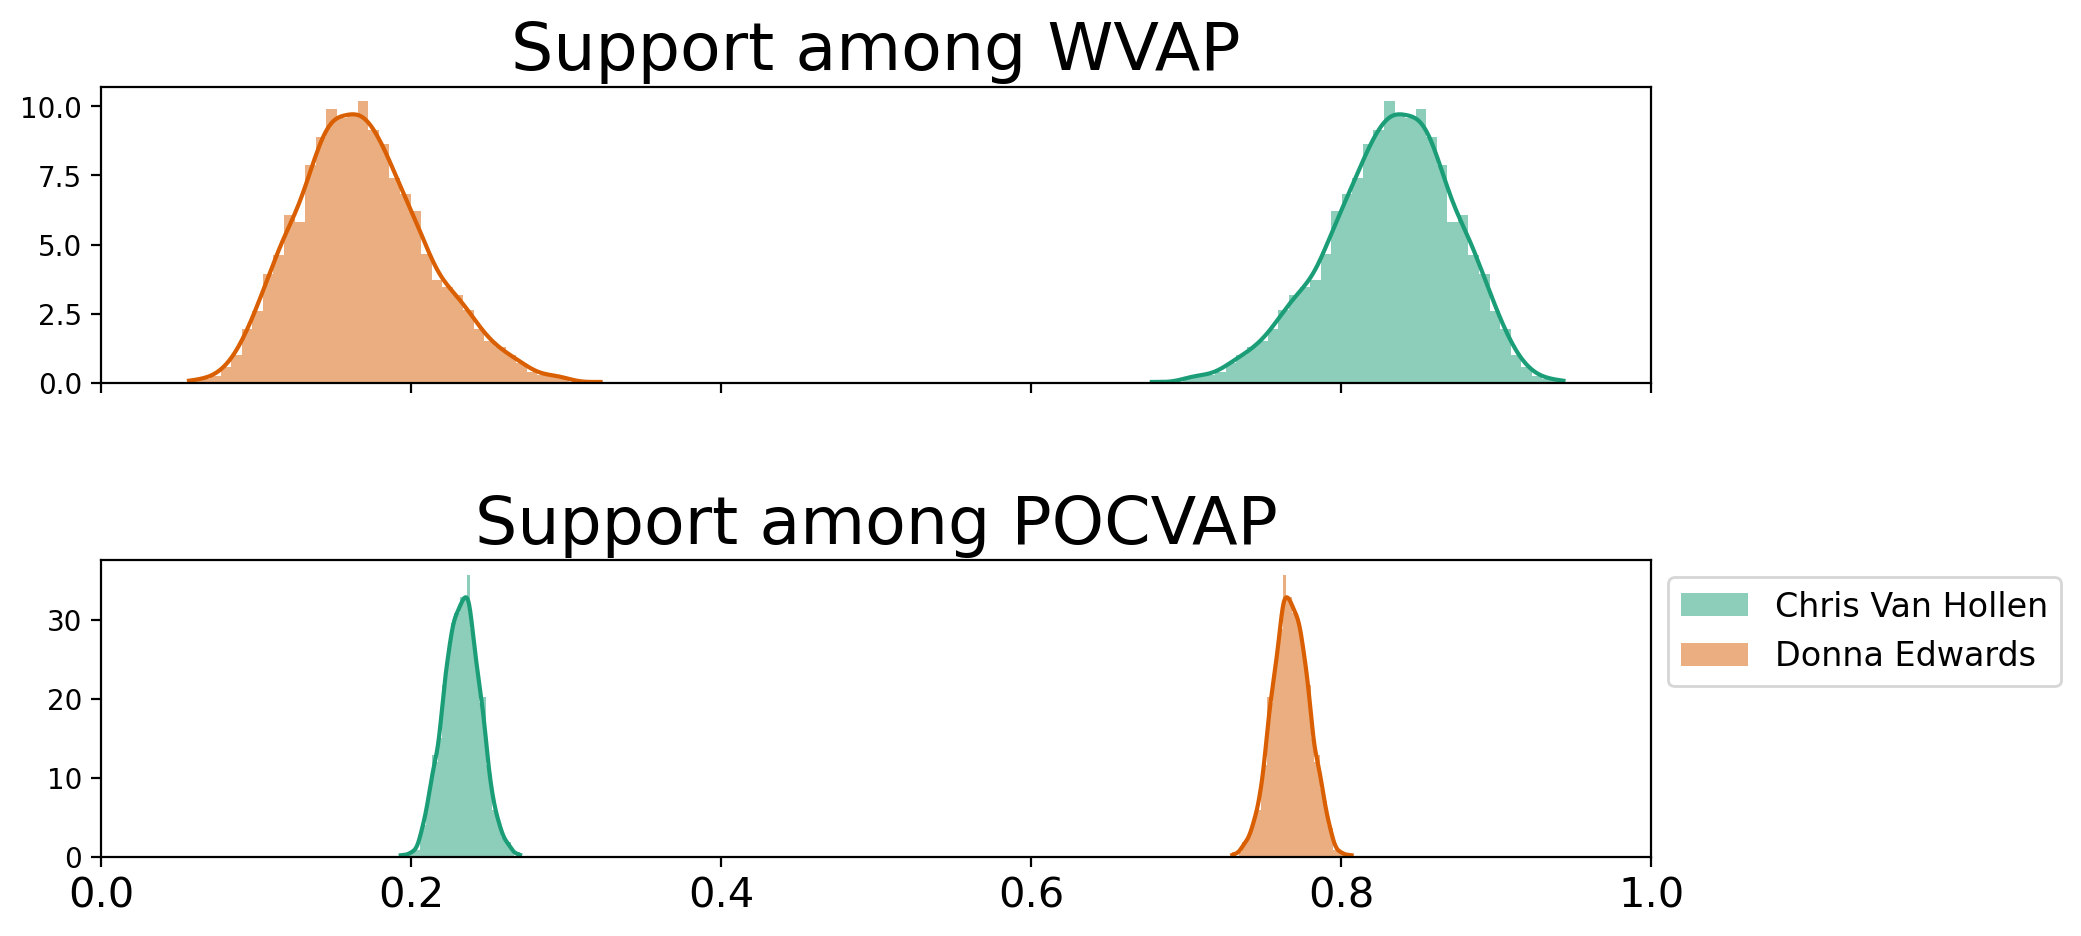 Support among WVAP
10.0
7.5
5.0
2.5
0.0
Support among POCVAP
30
20
10
0
0.0 0.2 0.4 0.6 0.8 1.0
Chris Van Hollen
Donna Edwards